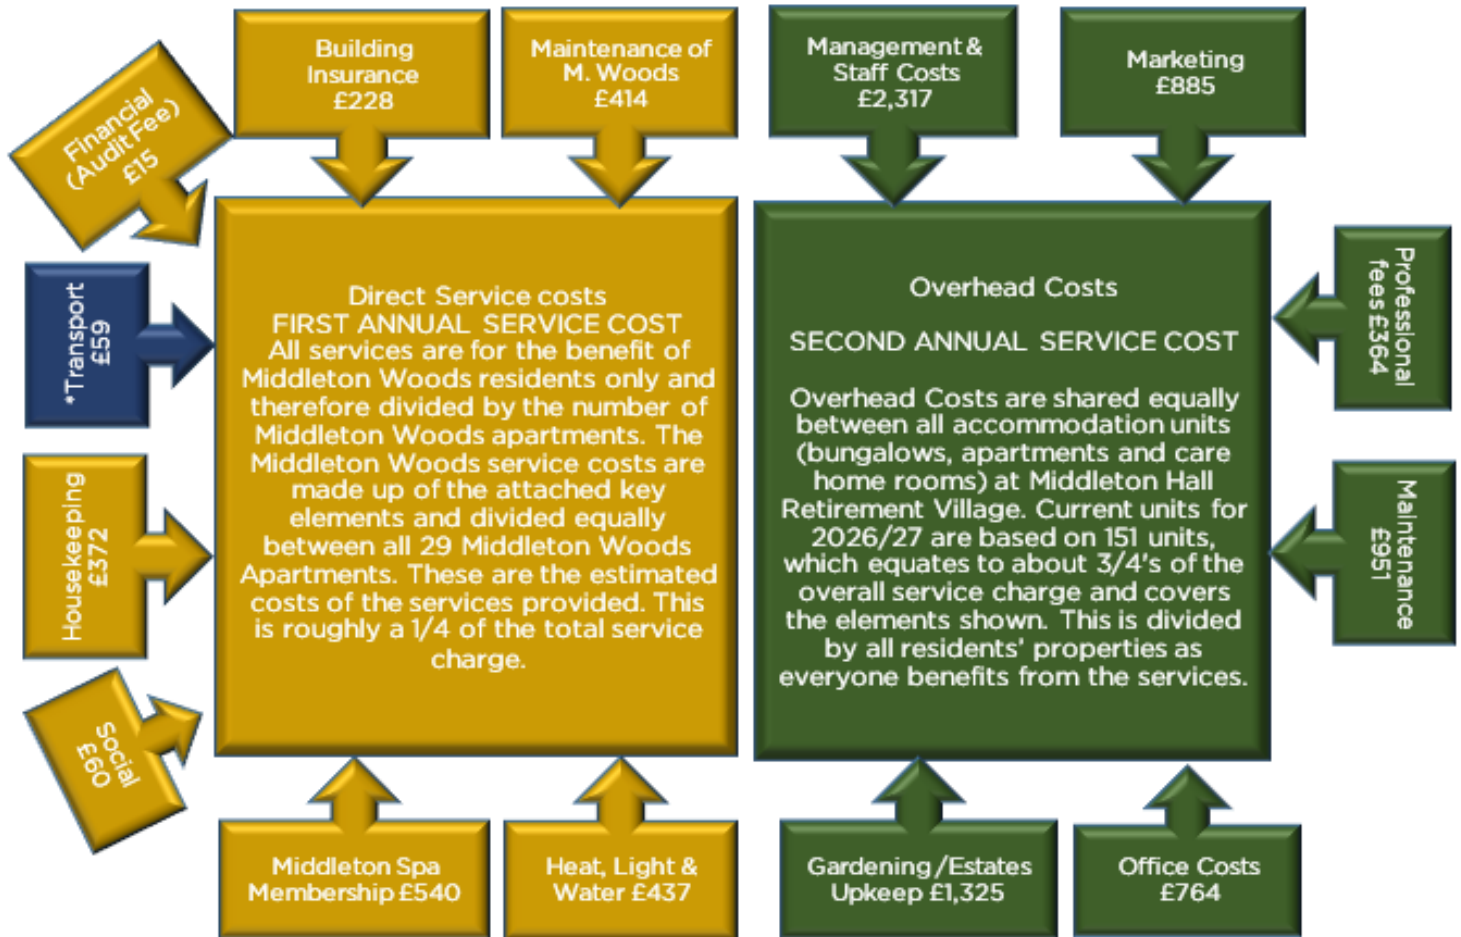 Building
Insurance
£228
Maintenance of
M. Woods
£414
Management &
Staff Costs
£2,317
Marketing
£885
Financial
(Audit Fee)
£15
*Transport
£59
Housekeeping
£372
Social
£60
Direct Service costs
FIRST ANNUAL SERVICE COST
All services are for the benefit of
Middleton Woods residents only and
therefore divided by the number of
Middleton Woods apartments. The
Middleton Woods service costs are
made up of the attached key
elements and divided equally
between all 29 Middleton Woods
Apartments. These are the estimated
costs of the services provided. This
is roughly a 1/4 of the total service
charge.
Overhead Costs
SECOND ANNUAL SERVICE COST
Overhead Costs are shared equally
between all accommodation units
(bungalows, apartments and care
home rooms) at Middleton Hall
Retirement Village. Current units for
2026/27 are based on 151 units,
which equates to about 3/4's of the
overall service charge and covers
the elements shown. This is divided
by all residents' properties as
everyone benefits from the services.
Professional
fees £364
Maintenance
£951
Middleton Spa
Membership £540
Heat, Light &
Water £437
Gardening /Estates
Upkeep £1,325
Office Costs
£764